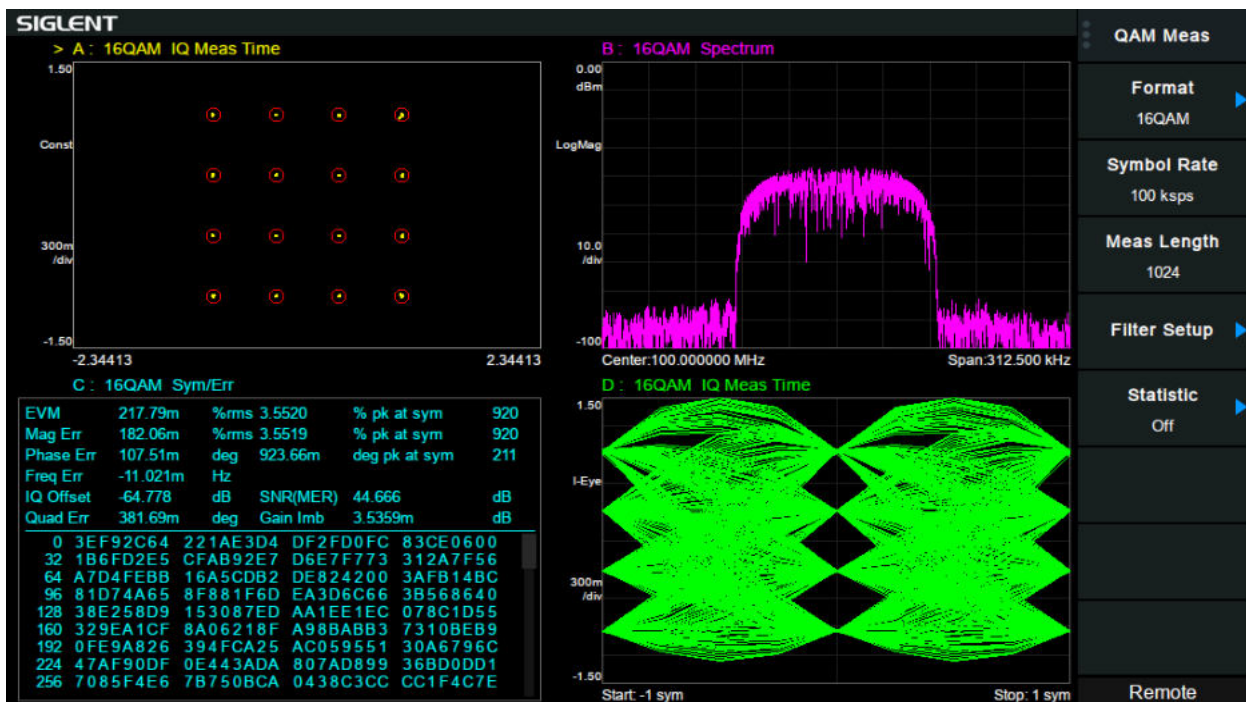 SIGLENT
> A: 16QAM IQ Meas Time
1.50
Const
300m
/div
-1.50
-2.34413 2.34413
B: 16QAM Spectrum
0.00
dBm
LogMag
10.0
/div
-100
Center:100.000000 MHz Span:312.500 kHz
C: 16QAM Sym/Err
EVM 217.79m %rms 3.5520 % pk at sym 920
Mag Err 182.06m %rms 3.5519 % pk at sym 920
Phase Err 107.51m deg 923.66m deg pk at sym 211
Freq Err -11.021m Hz
IQ Offset -64.778 dB SNR(MER) 44.666 dB
Quad Err 381.69m deg Gain Imb 3.5359m dB
0 3EF92C64 221AE3D4 DF2FD0FC 83CE0600
32 1B6FD2E5 CFAB92E7 D6E7F773 312A7F56
64 A7D4FEBB 16A5CDB2 DE824200 3AFB14BC
96 81D74A65 8F881F6D EA3D6C66 3B568640
128 38E258D9 153087ED AA1EE1EC 078C1D55
160 329EA1CF 8A06218F A98BABB3 7310BEB9
192 0FE9A826 394FCA25 AC059551 30A6796C
224 47AF90DF 0E443ADA 807AD899 36BD0DD1
256 7085F4E6 7B750BCA 0438C3CC CC1F4C7E
D: 16QAM IQ Meas Time
1.50
I-Eye
300m
/div
-1.50
Start: -1 sym Stop: 1 sym
QAM Meas
Format
16QAM
Symbol Rate
100 ksps
Meas Length
1024
Filter Setup
Statistic
Off
Remote